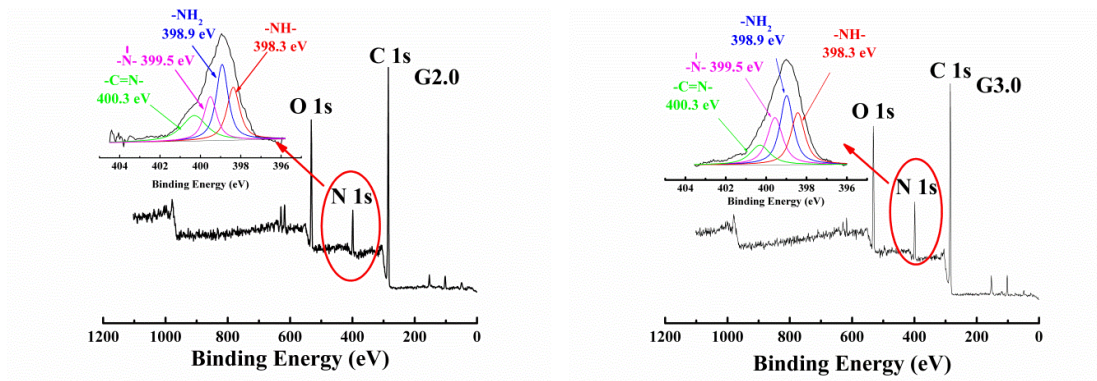 -NH2
398.9 eV
-NH-
398.3 eV
-N- 399.5 eV
-C=N-
400.3 eV
404 402 400 398 396
Binding Energy (eV)
C 1s
G2.0
O 1s
N 1s
1200 1000 800 600 400 200 0
Binding Energy (eV)
-NH2
398.9 eV
-NH-
398.3 eV
-N- 399.5 eV
-C=N-
400.3 eV
404 402 400 398 396
Binding Energy (eV)
C 1s
G3.0
O 1s
N 1s
1200 1000 800 600 400 200 0
Binding Energy (eV)